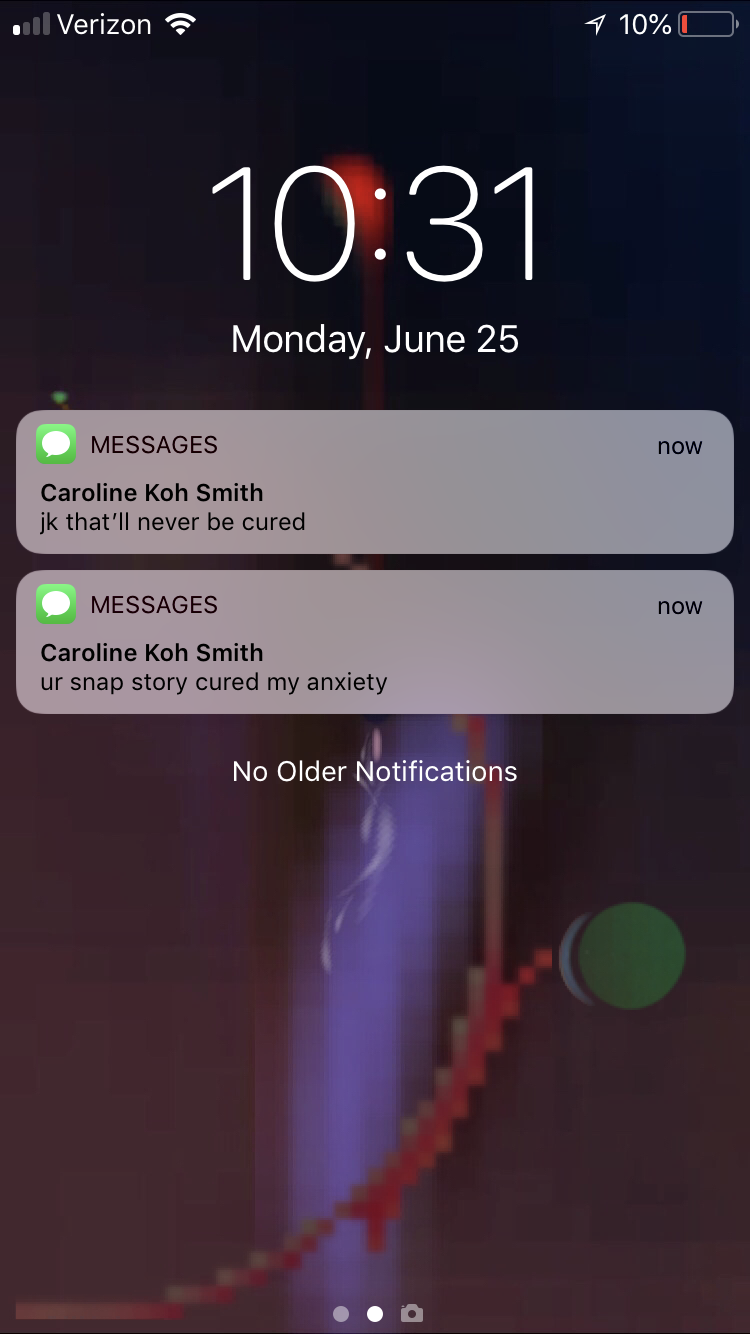 Verizon 10%
10:31
Monday, June 25
MESSAGES now
Caroline Koh Smith
jk that’ll never be cured
MESSAGES now
Caroline Koh Smith
ur snap story cured my anxiety
No Older Notifications